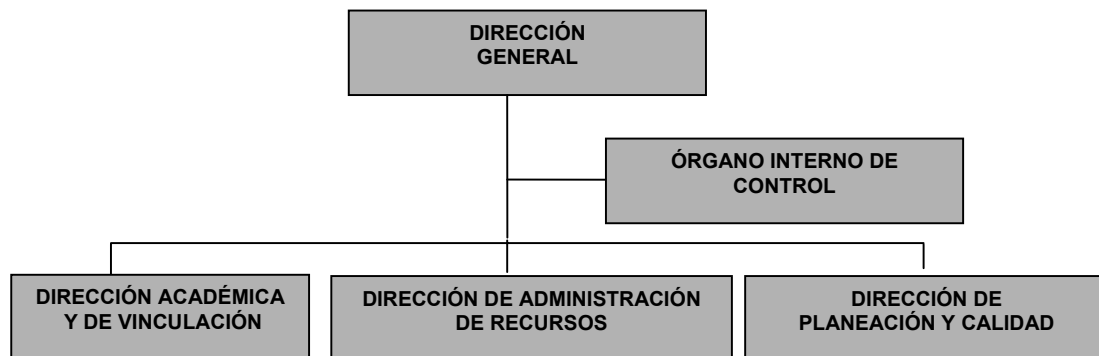 DIRECCIÓN
GENERAL
ÓRGANO INTERNO DE
CONTROL
DIRECCIÓN ACADÉMICA
Y DE VINCULACIÓN
DIRECCIÓN DE ADMINISTRACIÓN
DE RECURSOS
DIRECCIÓN DE
PLANEACIÓN Y CALIDAD